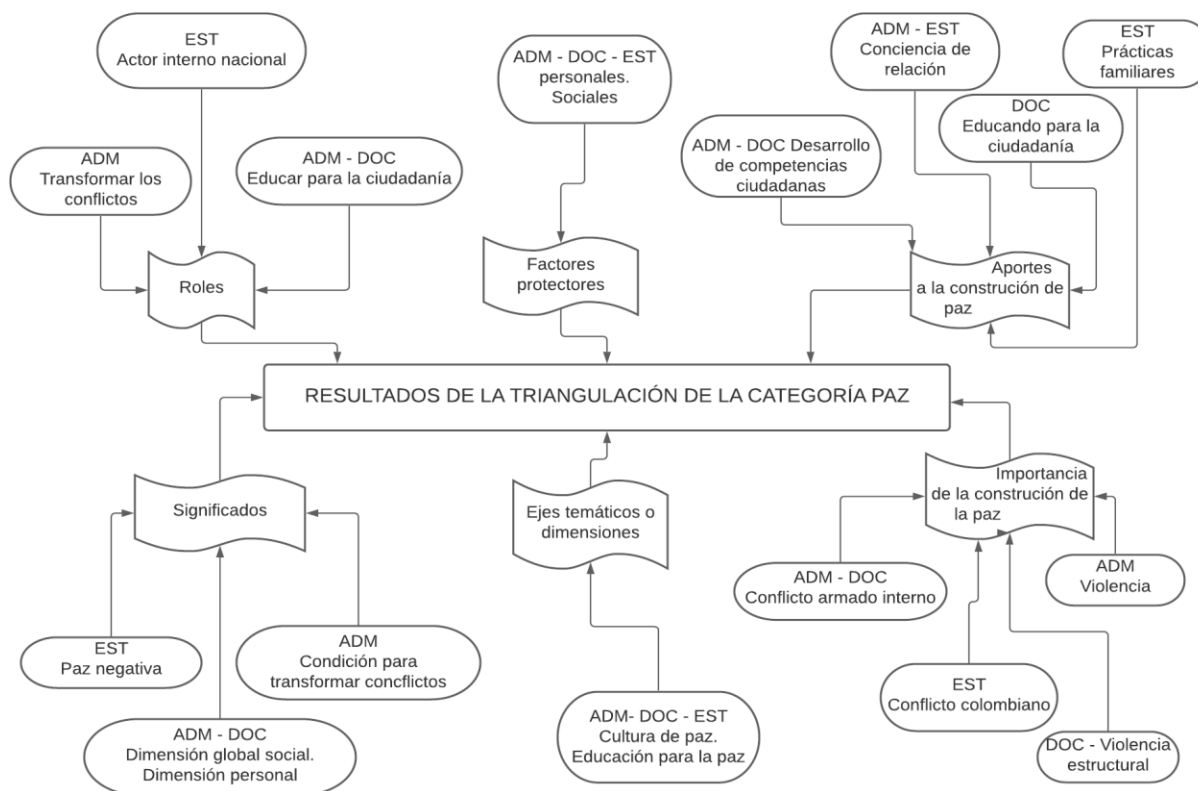 EST
Actor interno nacional
ADM - DOC - EST
personales.
Sociales
ADM - EST
Conciencia de
relación
EST
Prácticas
familiares
ADM
Transformar los
conflictos
ADM - DOC
Educar para la ciudadanía
ADM - DOC Desarrollo
de competencias
ciudadanas
DOC
Educando para la
ciudadanía
Roles
Factores
protectores
Aportes
a la construción de
paz
RESULTADOS DE LA TRIANGULACIÓN DE LA CATEGORÍA PAZ
Significados
Ejes temáticos o
dimensiones
Importancia
de la construción de
la paz
EST
Paz negativa
ADM
Condición para
transformar concflictos
ADM - DOC
Dimensión global social.
Dimensión personal
ADM- DOC - EST
Cultura de paz.
Educación para la paz
ADM - DOC
Conflicto armado interno
ADM
Violencia
EST
Conflicto colombiano
DOC - Violencia
estructural